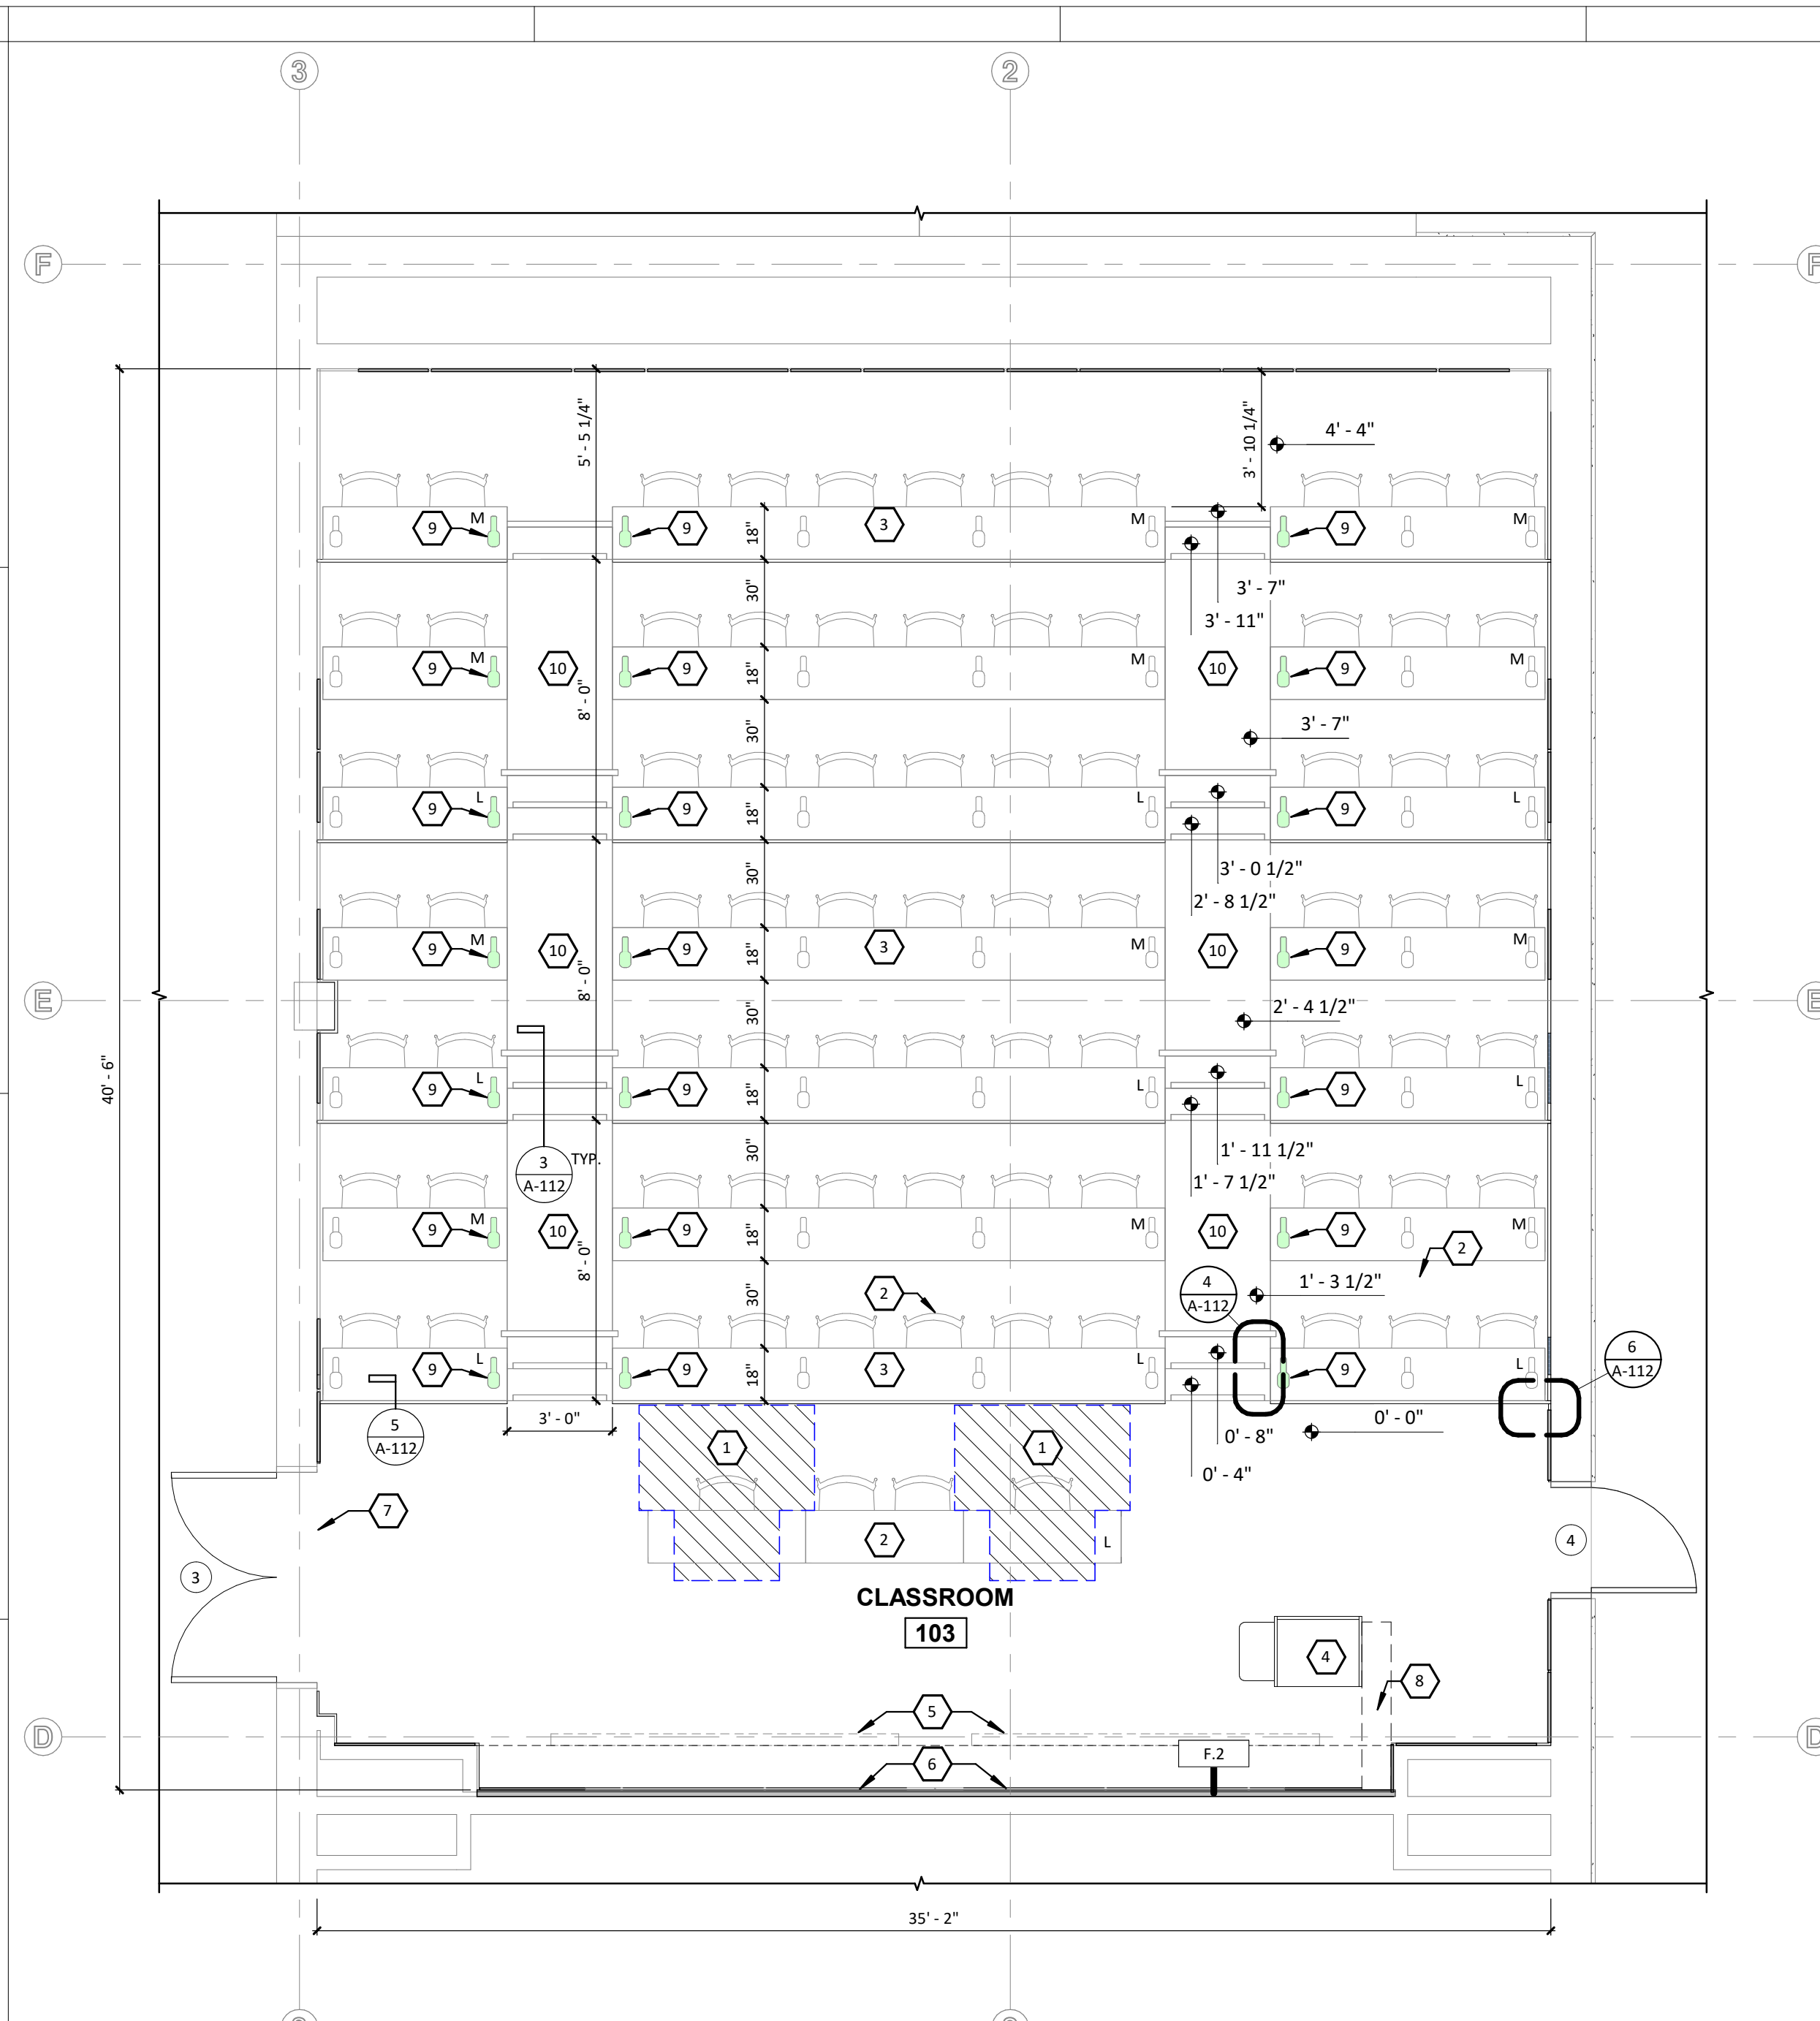 3 2
F F
5' - 5 1/4" 3' - 10 1/4" 4' - 4"
9 M 9 3 18" M 9 M
3' - 7"
30"
3' - 11"
9 M 10 9 18" M 10 9 M
8' - 0"
30" 3' - 7"
9 L 9 18" L 9 L
3' - 0 1/2"
30"
2' - 8 1/2"
9 M 10 9 3 18" M 10 9 M
8' - 0"
E 30" 2' - 4 1/2" E
40' - 6"
9 L 9 18" L 9 L
30" 1' - 11 1/2"
3 TYP.
A-112
1' - 7 1/2"
9 M 10 9 18" M 10 9 M
2
8' - 0"
30" 2 4 1' - 3 1/2"
A-112
6
A-112
9 L 9 3 18" L 9 L
3' - 0" 0' - 0"
5
A-112
1 1 0' - 8"
0' - 4"
7
2 L 4
3
CLASSROOM
103
4
8
5
D D
6 F.2
35' - 2"